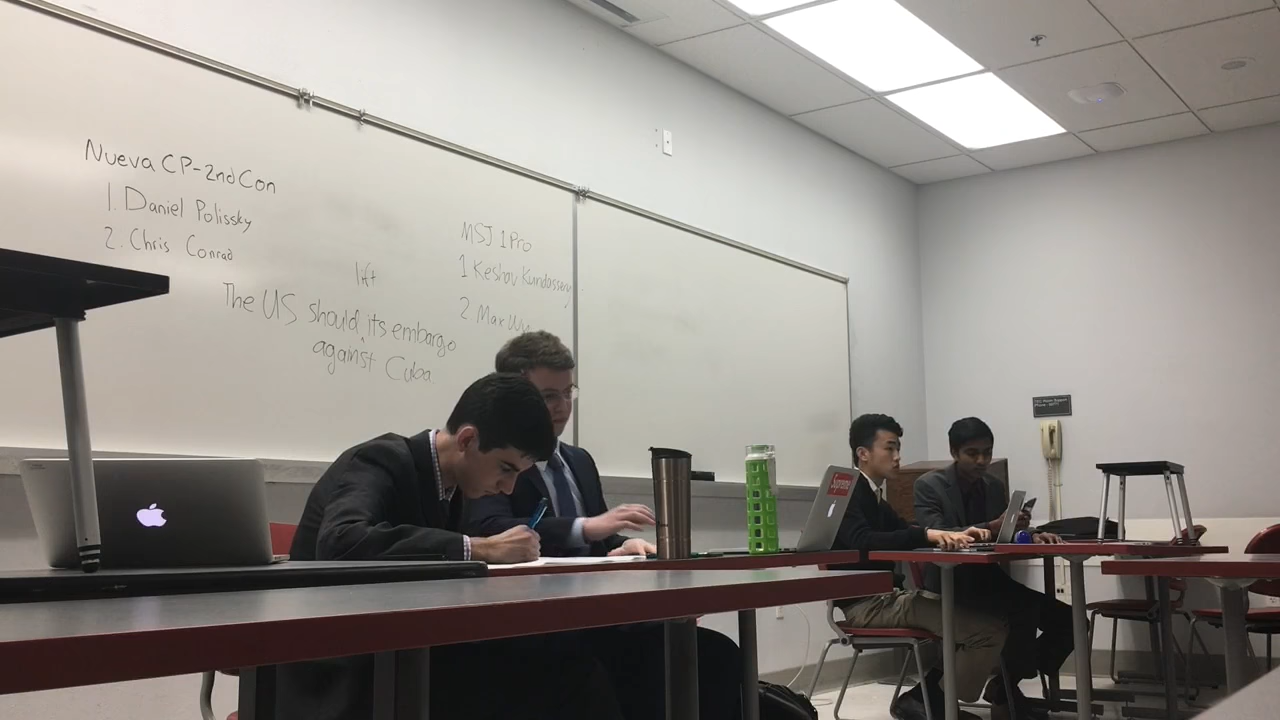 Nueva CP-2nd Con
1. Daniel Polissky
2. Chris Conrad
MSJ 1 Pro
1 Keshav Kundassery
2 Max
lift
The US should its embargo
against Cuba
Supreme